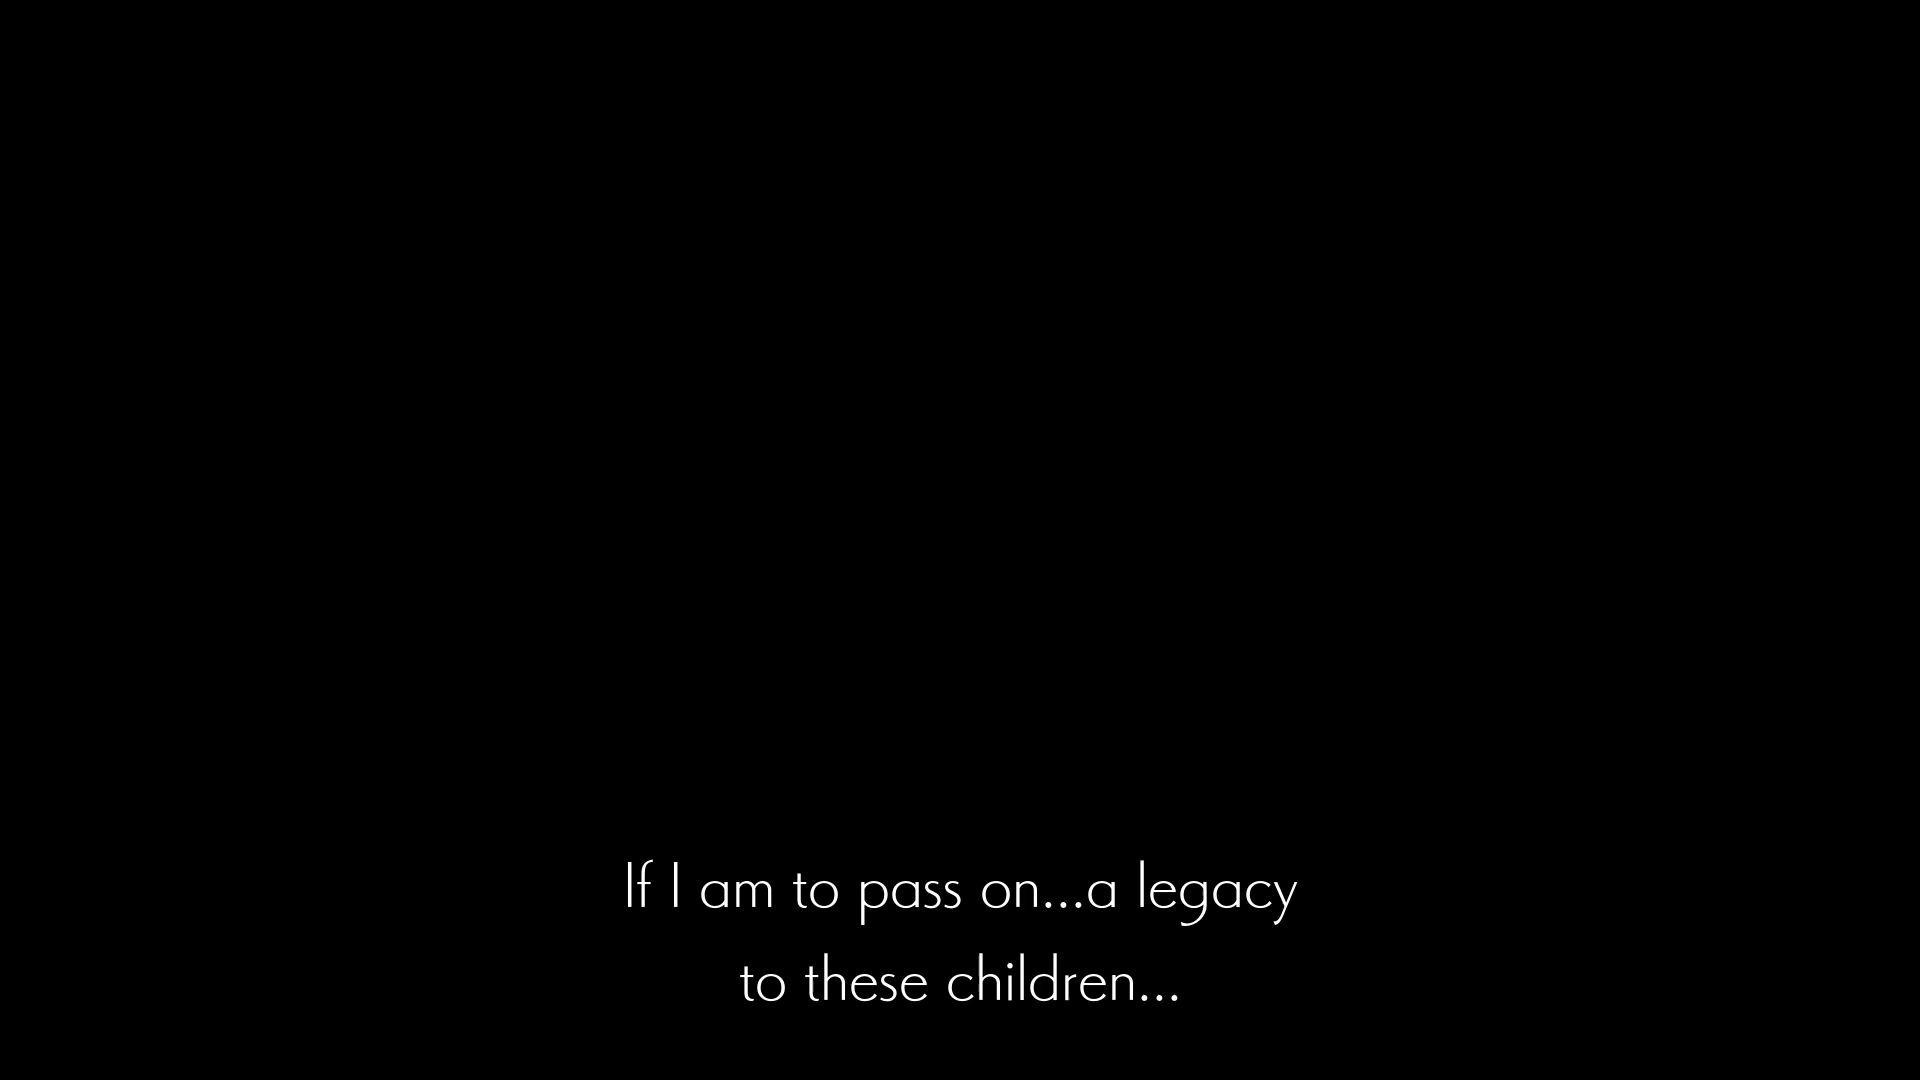 If I am to pass on...a legacy
to these children...